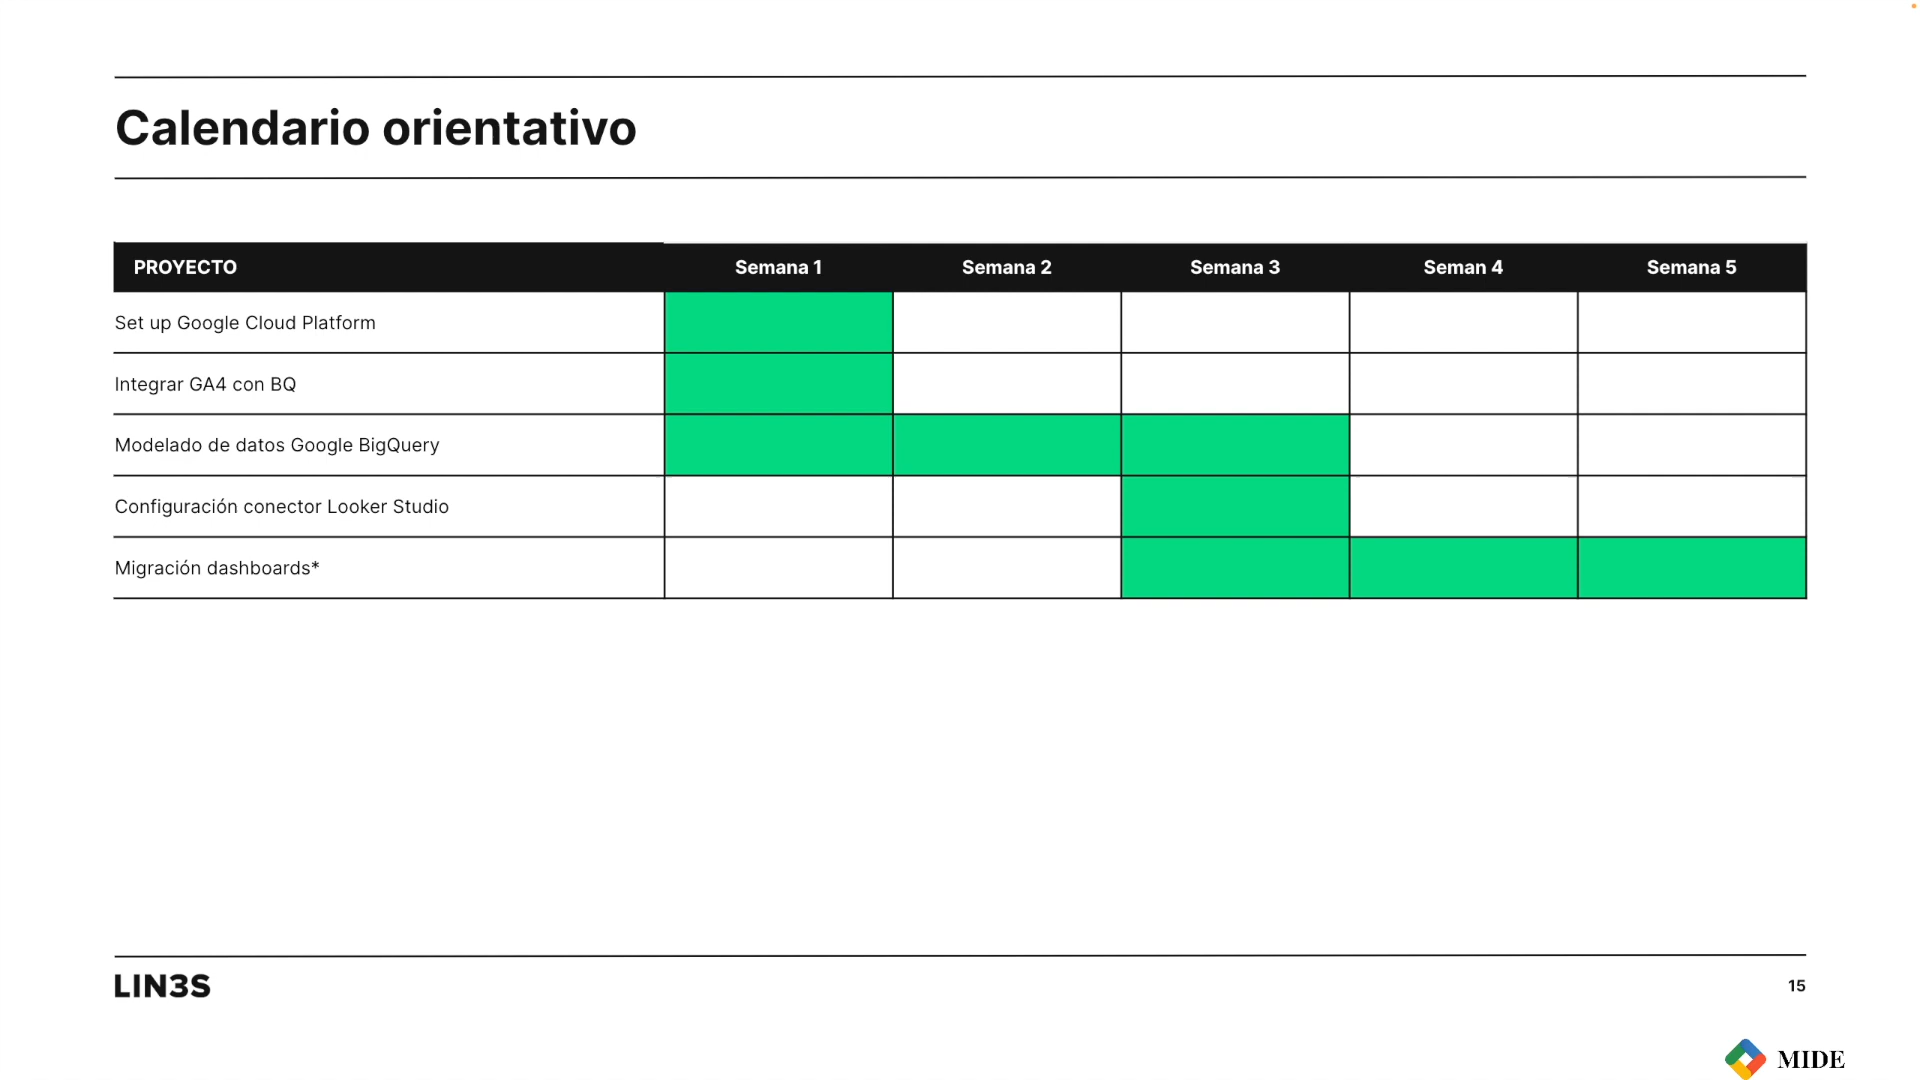 Calendario orientativo
PROYECTO Semana 1 Semana 2 Semana 3 Seman 4 Semana 5
Set up Google Cloud Platform
Integrar GA4 con BQ
Modelado de datos Google BigQuery
Configuración conector Looker Studio
Migración dashboards*
LIN3S 15
MIDE